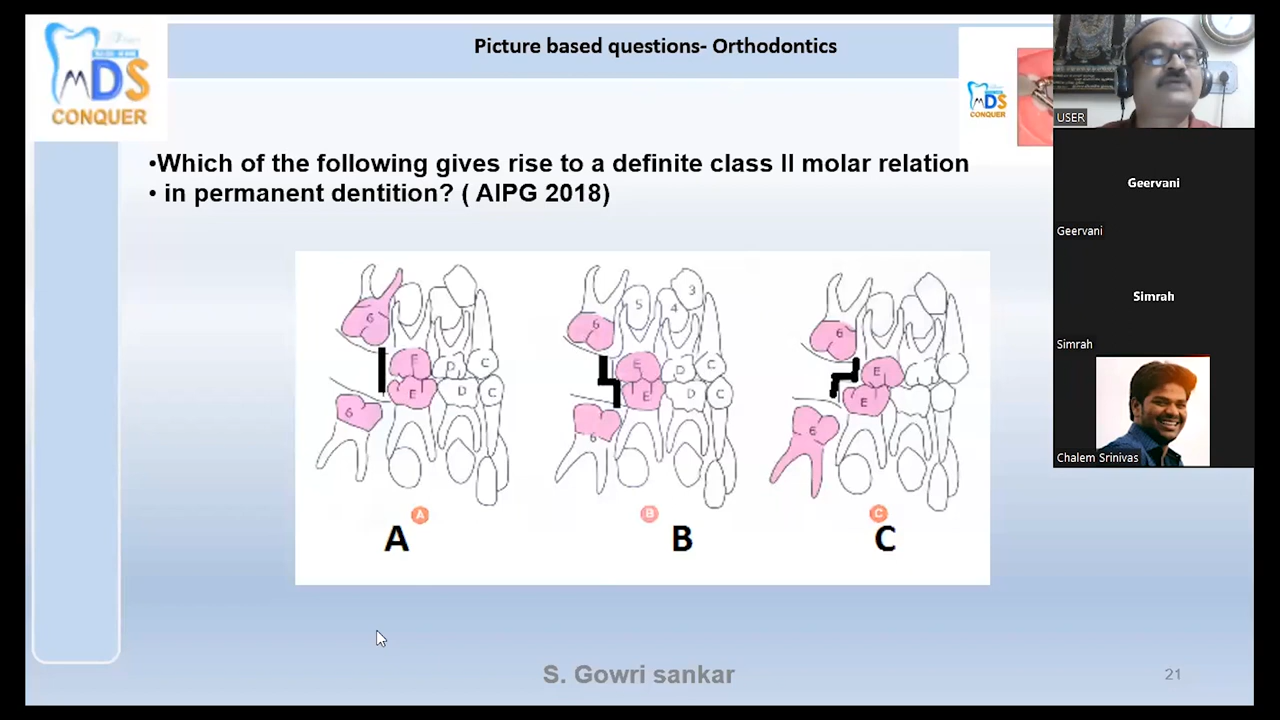 Picture based questions- Orthodontics
MDS
CONQUER
DS
CONQUER
USER
•Which of the following gives rise to a definite class II molar relation
• in permanent dentition? ( AIPG 2018)
Geervani
Geervani
Simrah
Simrah
Chalem Srinivas
6
E
D
C
E
D
C
6
6
5
4
3
E
D
C
E
D
C
6
6
E
E
6
A
B
C
A
B
C
S. Gowri sankar
21